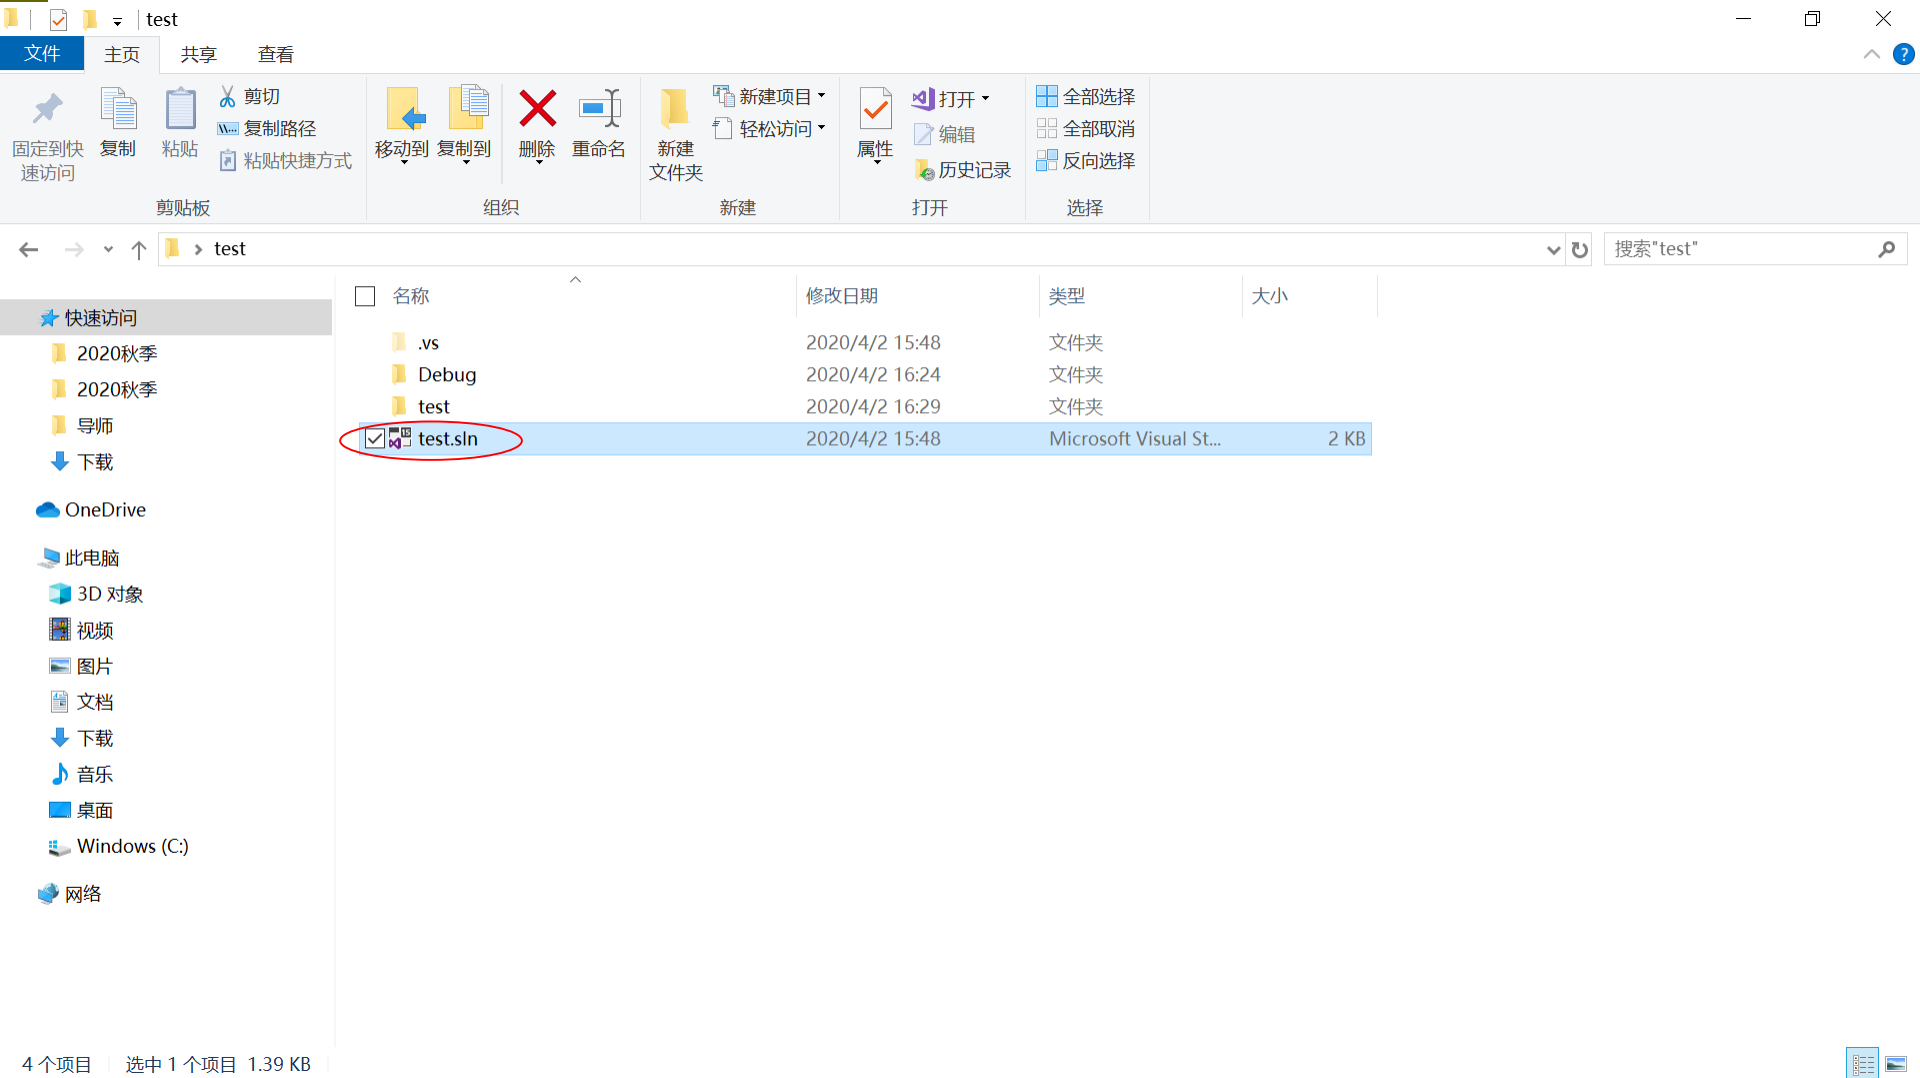 test
文件 主页 共享 查看
固定到快
速访问
复制
粘贴
剪切
复制路径
粘贴快捷方式
剪贴板
移动到
复制到
删除
重命名
组织
新建
文件夹
新建项目
轻松访问
新建
属性
打开
编辑
历史记录
打开
全部选择
全部取消
反向选择
选择
test
搜索"test"
名称 修改日期 类型 大小
.vs 2020/4/2 15:48 文件夹
Debug 2020/4/2 16:24 文件夹
test 2020/4/2 16:29 文件夹
test.sln 2020/4/2 15:48 Microsoft Visual St... 2 KB
快速访问
2020秋季
2020秋季
导师
下载
OneDrive
此电脑
3D 对象
视频
图片
文档
下载
音乐
桌面
Windows (C:)
网络
4 个项目 选中 1 个项目 1.39 KB